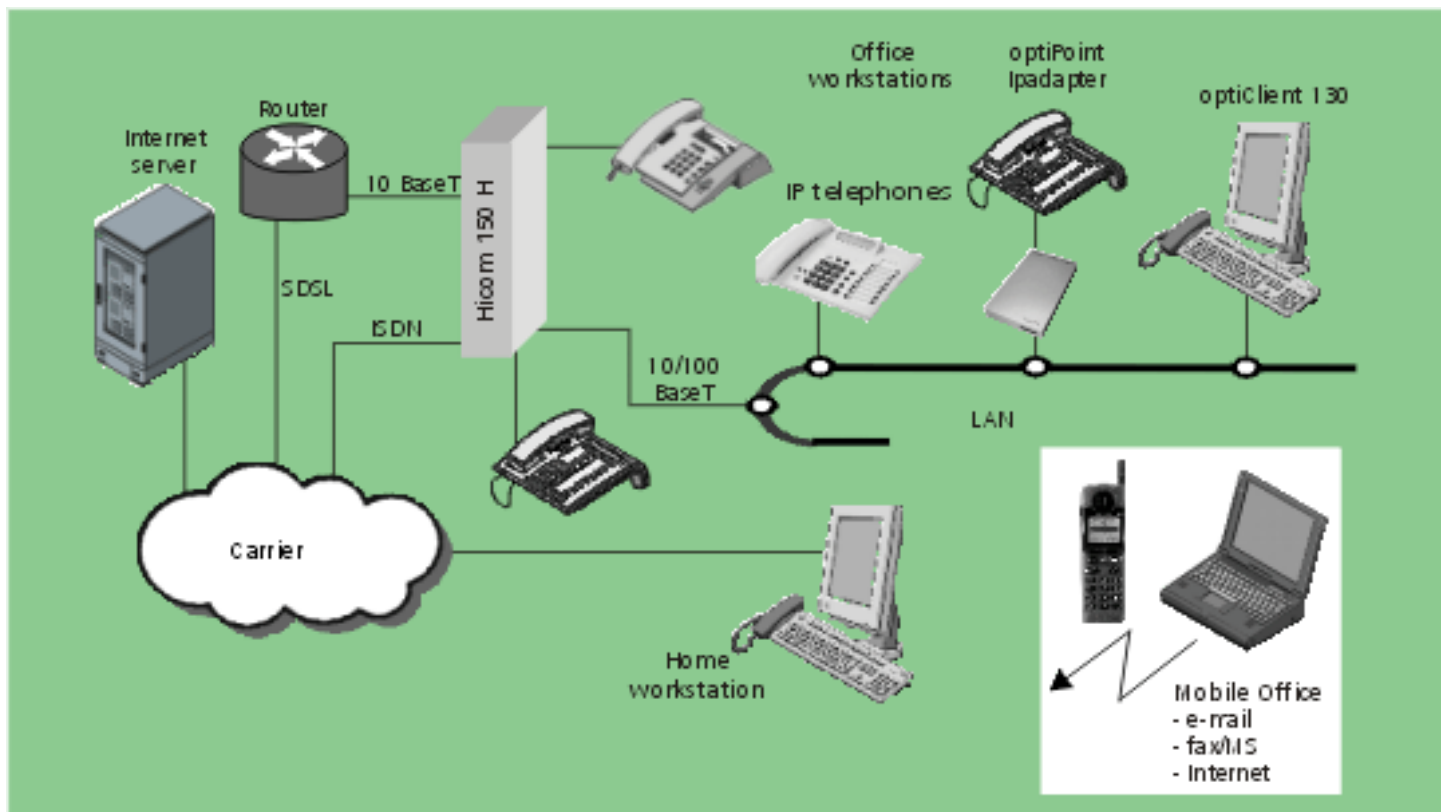 Office
workstations
optiPoint
Ipadapter
optiClient 130
Router
Internet
server
10 BaseT
Hicom 150 H
IP telephones
SDSL
ISDN
10/100
BaseT
LAN
Carrier
Home
workstation
Mobile Office
- e-mail
- fax/MS
- Internet